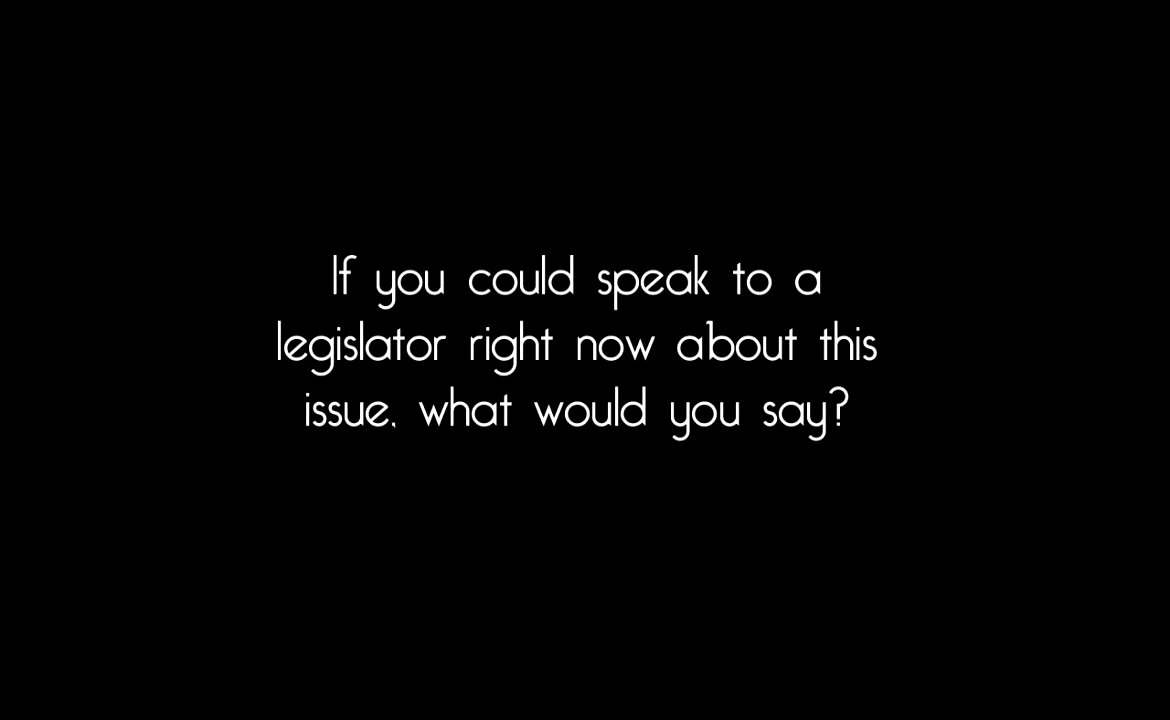 If you could speak to a
legislator right now about this
issue, what would you say?